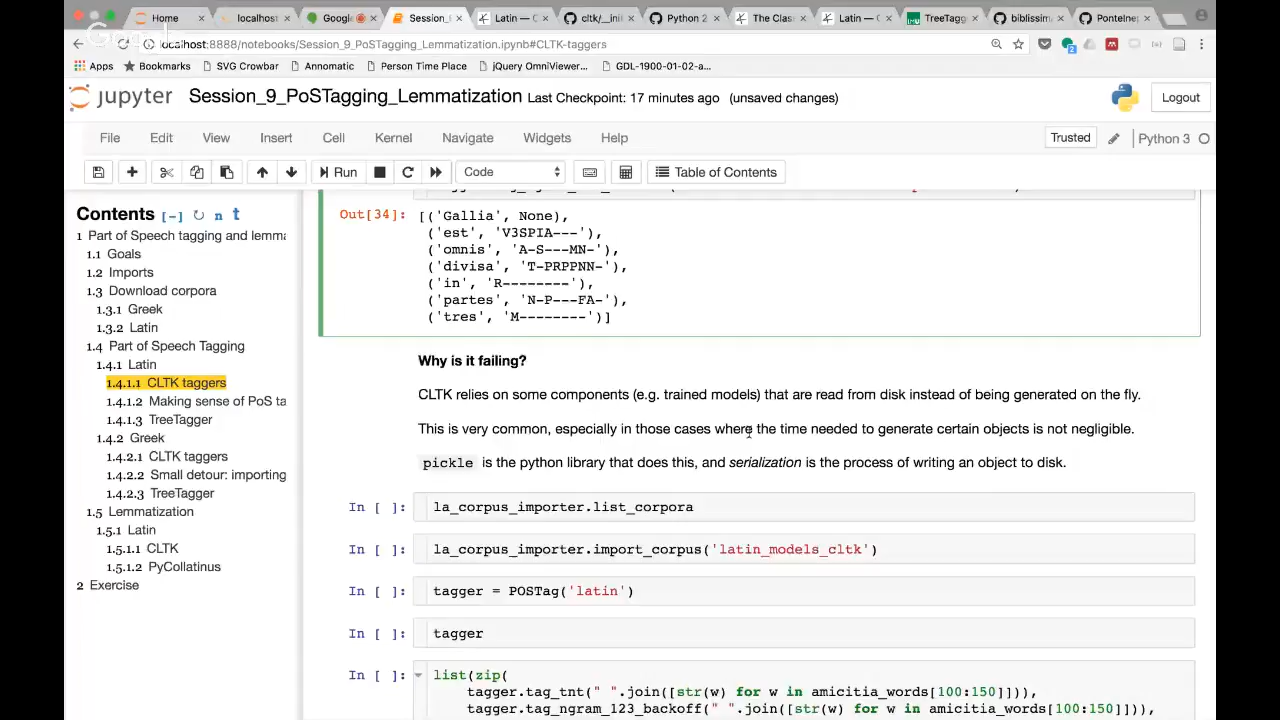 Home
localhost:
Google
Session_
Latin — C
cltk/__ini
Python 2
The Clas
Latin — C
TreeTagg
biblissim
Ponteine
localhost:8888/notebooks/Session_9_PoSTagging_Lemmatization.ipynb#CLTK-taggers
Apps Bookmarks SVG Crowbar Annomatic Person Time Place jQuery OmniViewer... GDL-1900-01-02-a...
jupyter Session_9_PoSTagging_Lemmatization Last Checkpoint: 17 minutes ago (unsaved changes) Logout
File Edit View Insert Cell Kernel Navigate Widgets Help Trusted Python 3
Run Code Table of Contents
Contents [-] n t
1 Part of Speech tagging and lemma
1.1 Goals
1.2 Imports
1.3 Download corpora
1.3.1 Greek
1.3.2 Latin
1.4 Part of Speech Tagging
1.4.1 Latin
1.4.1.1 CLTK taggers
1.4.1.2 Making sense of PoS ta
1.4.1.3 TreeTagger
1.4.2 Greek
1.4.2.1 CLTK taggers
1.4.2.2 Small detour: importing
1.4.2.3 TreeTagger
1.5 Lemmatization
1.5.1 Latin
1.5.1.1 CLTK
1.5.1.2 PyCollatinus
2 Exercise
Out[34]: [('Gallia', None),
('est', 'V3SPIA---'),
('omnis', 'A-S---MN-'),
('divisa', 'T-PRPPNN-'),
('in', 'R--------'),
('partes', 'N-P---FA-'),
('tres', 'M--------')]
Why is it failing?
CLTK relies on some components (e.g. trained models) that are read from disk instead of being generated on the fly.
This is very common, especially in those cases where the time needed to generate certain objects is not negligible.
pickle is the python library that does this, and serialization is the process of writing an object to disk.
In [ ]: la_corpus_importer.list_corpora
In [ ]: la_corpus_importer.import_corpus('latin_models_cltk')
In [ ]: tagger = POSTag('latin')
In [ ]: tagger
In [ ]: list(zip(
tagger.tag_tnt(" ".join([str(w) for w in amicitia_words[100:150]])),
tagger.tag_ngram_123_backoff(" ".join([str(w) for w in amicitia_words[100:150]])),